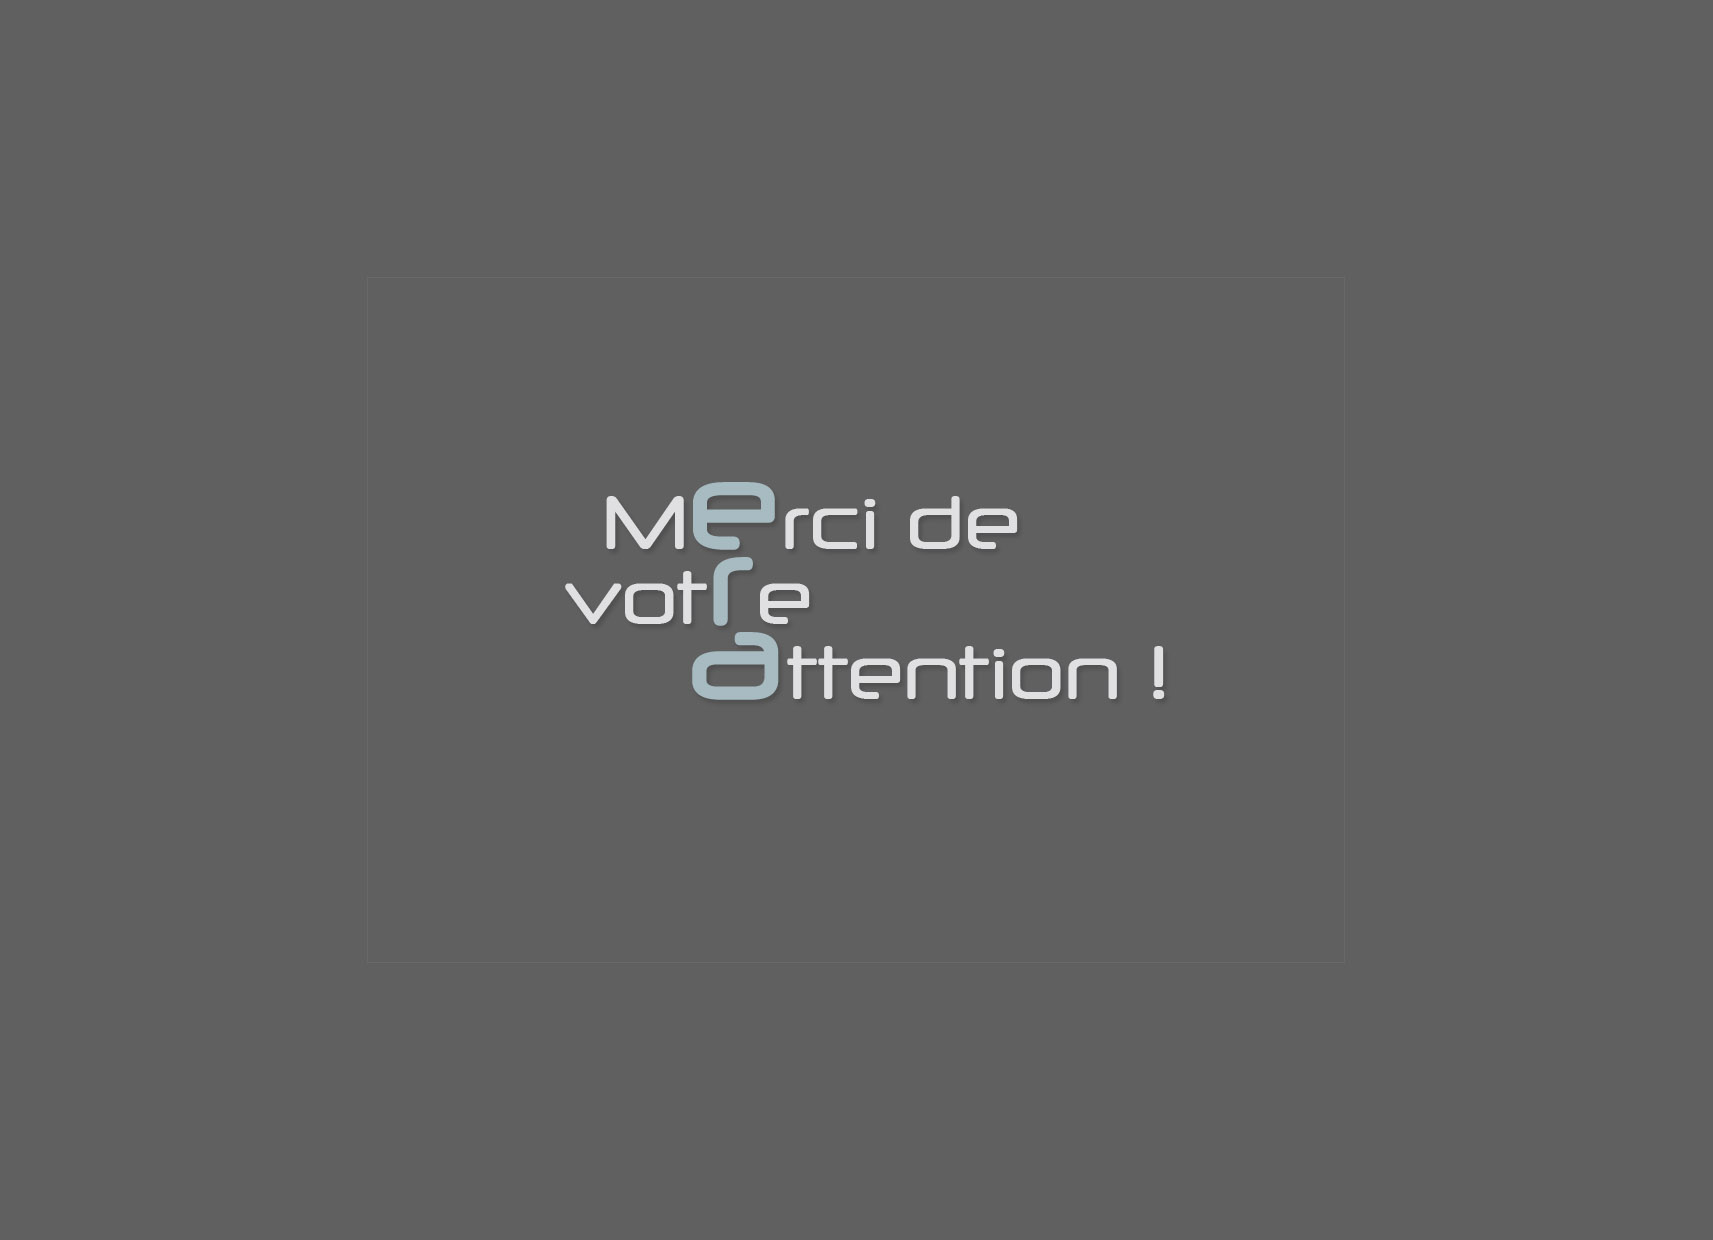 Merci de
votre
attention !